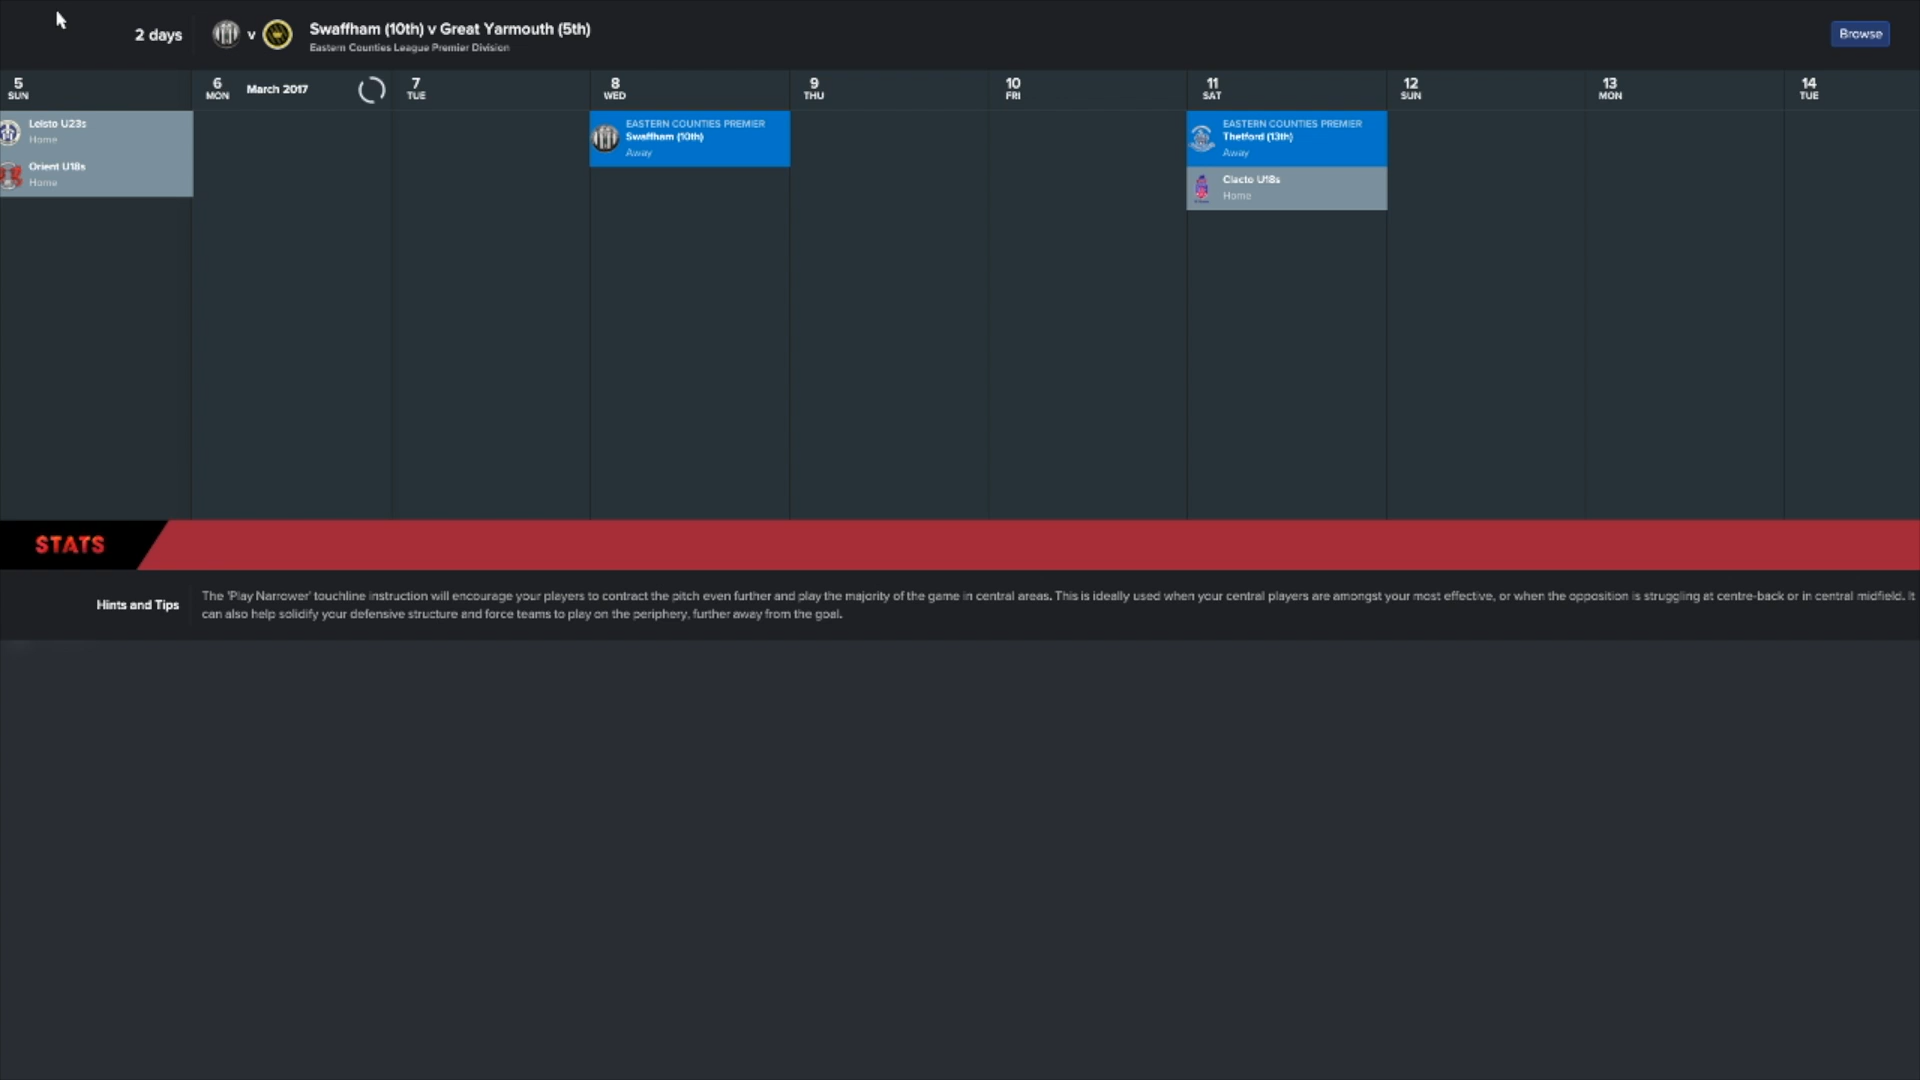 2 days
v
Swaffham (10th) v Great Yarmouth (5th)
Eastern Counties League Premier Division
Browse
5
SUN
6
MON
March 2017
7
TUE
8
WED
9
THU
10
FRI
11
SAT
12
SUN
13
MON
14
TUE
Leisto U23s
Home
Orient U18s
Home
EASTERN COUNTIES PREMIER
Swaffham (10th)
Away
EASTERN COUNTIES PREMIER
Thetford (13th)
Away
Clacto U18s
Home
STATS
Hints and Tips
The 'Play Narrower' touchline instruction will encourage your players to contract the pitch even further and play the majority of the game in central areas. This is ideally used when your central players are amongst your most effective, or when the opposition is struggling at centre-back or in central midfield. It
can also help solidify your defensive structure and force teams to play on the periphery, further away from the goal.